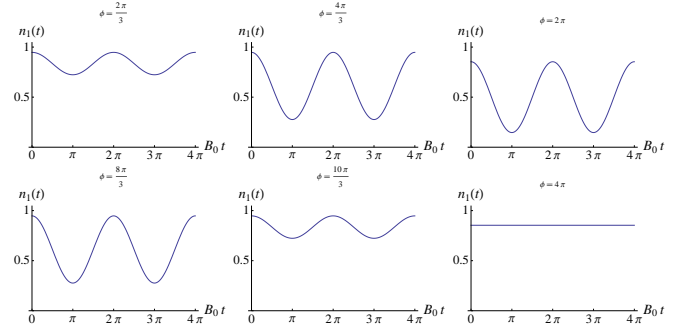 ϕ = 2π/3
n₁(t)
1
0.5
0 π 2π 3π 4π B₀ t
ϕ = 4π/3
n₁(t)
1
0.5
0 π 2π 3π 4π B₀ t
ϕ = 2π
n₁(t)
1
0.5
0 π 2π 3π 4π B₀ t
ϕ = 8π/3
n₁(t)
1
0.5
0 π 2π 3π 4π B₀ t
ϕ = 10π/3
n₁(t)
1
0.5
0 π 2π 3π 4π B₀ t
ϕ = 4π
n₁(t)
1
0.5
0 π 2π 3π 4π B₀ t